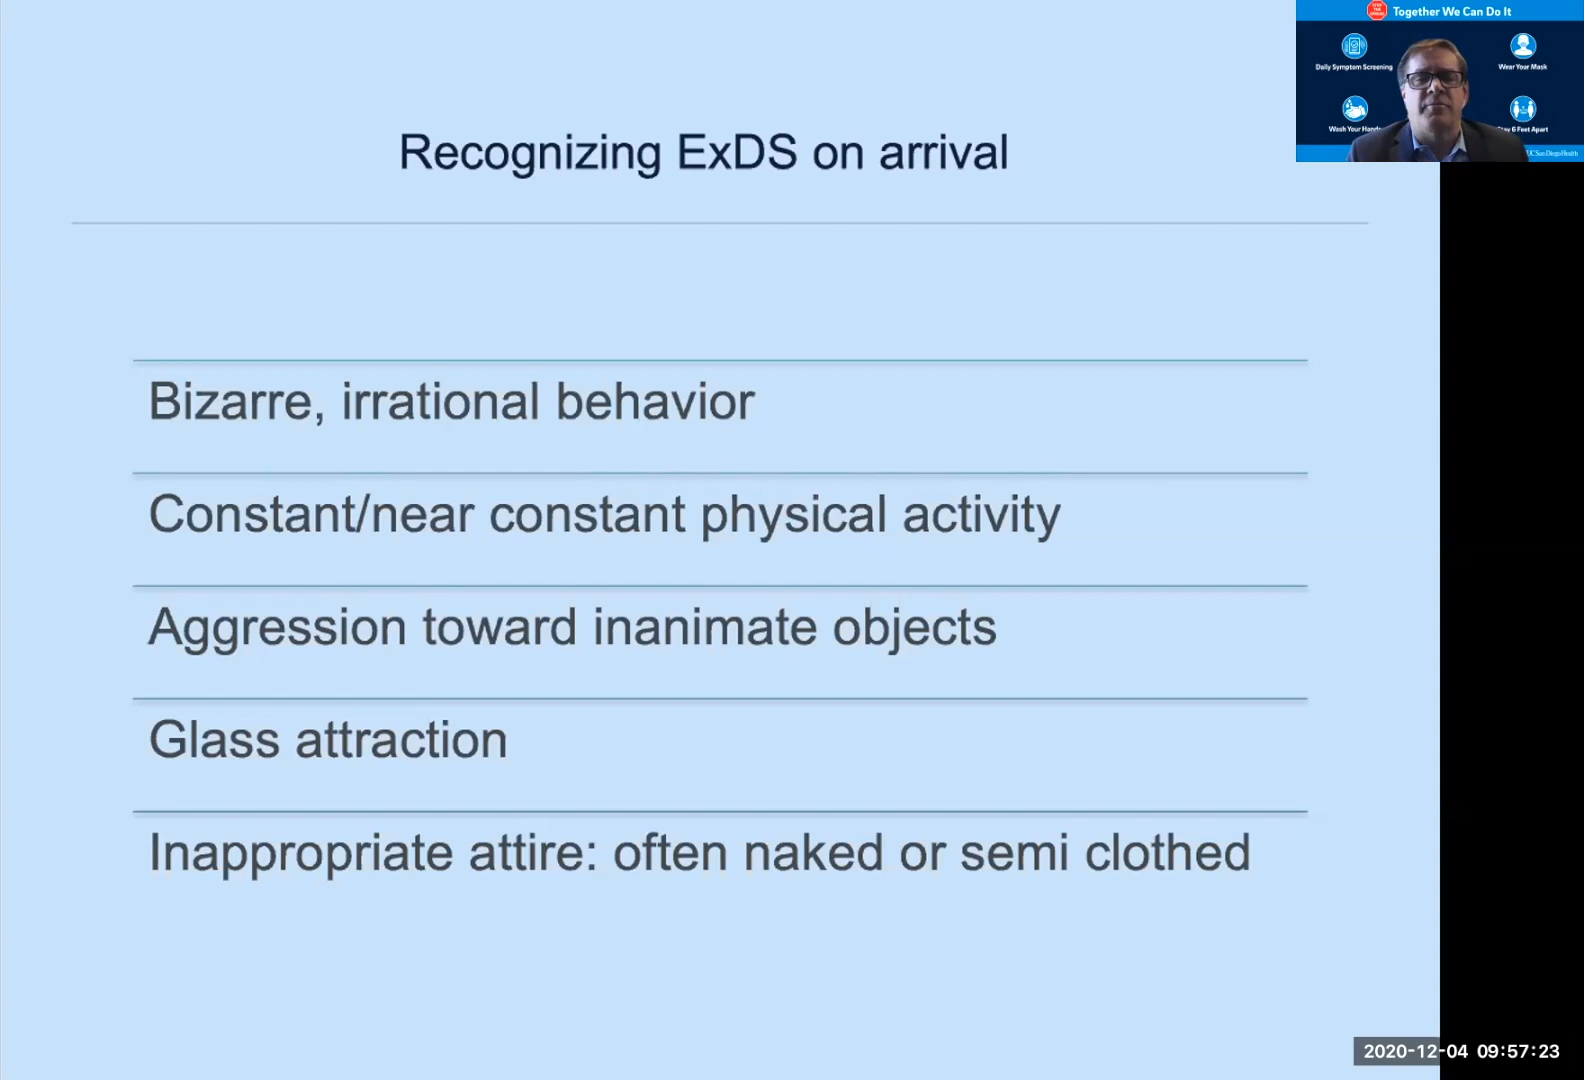 Together We Can Do It
Daily Symptom Screening
Wear Your Mask
Wash Your Hands
Stay 6 Feet Apart
UC San Diego Health
Recognizing ExDS on arrival
Bizarre, irrational behavior
Constant/near constant physical activity
Aggression toward inanimate objects
Glass attraction
Inappropriate attire: often naked or semi clothed
2020-12-04 09:57:23